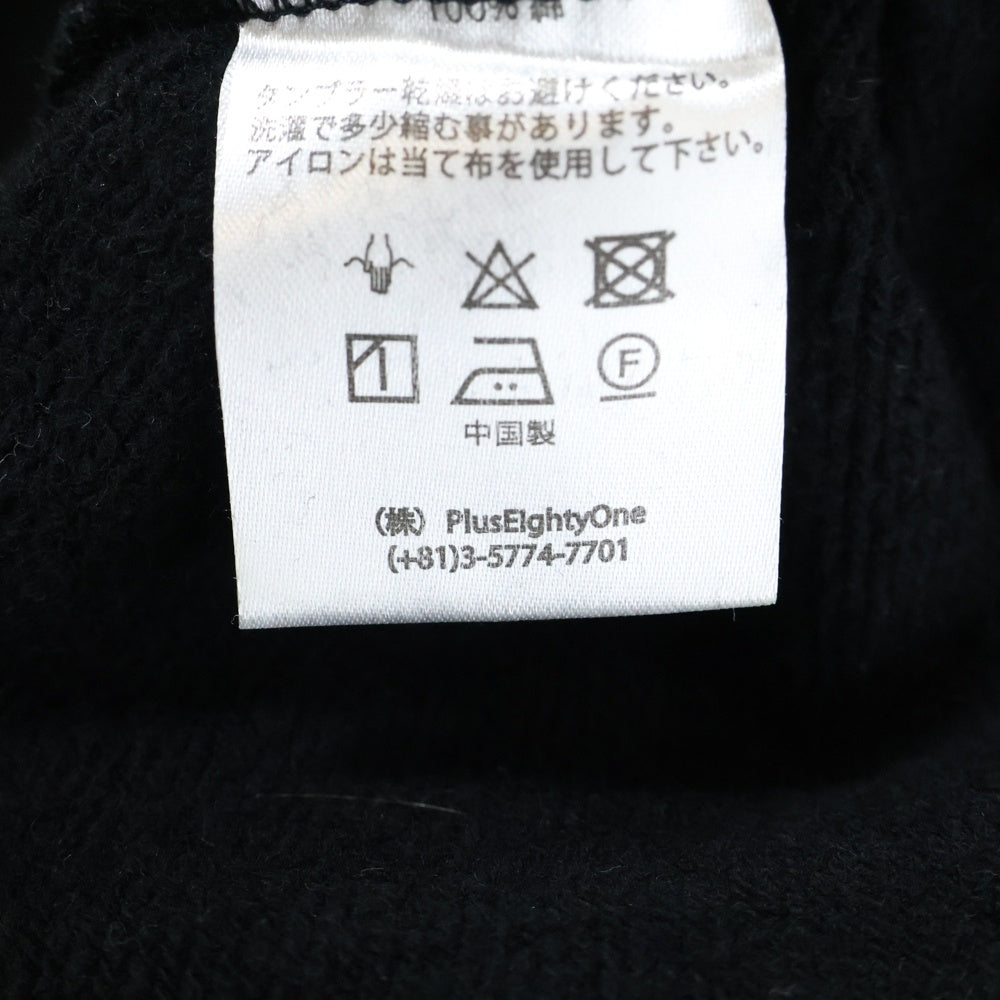 100% 綿
タンブラー乾燥はお避けください。
洗濯で多少縮む事があります。
アイロンは当て布を使用して下さい。
F
中国製
（株） PlusEightyOne
(+81)3-5774-7701